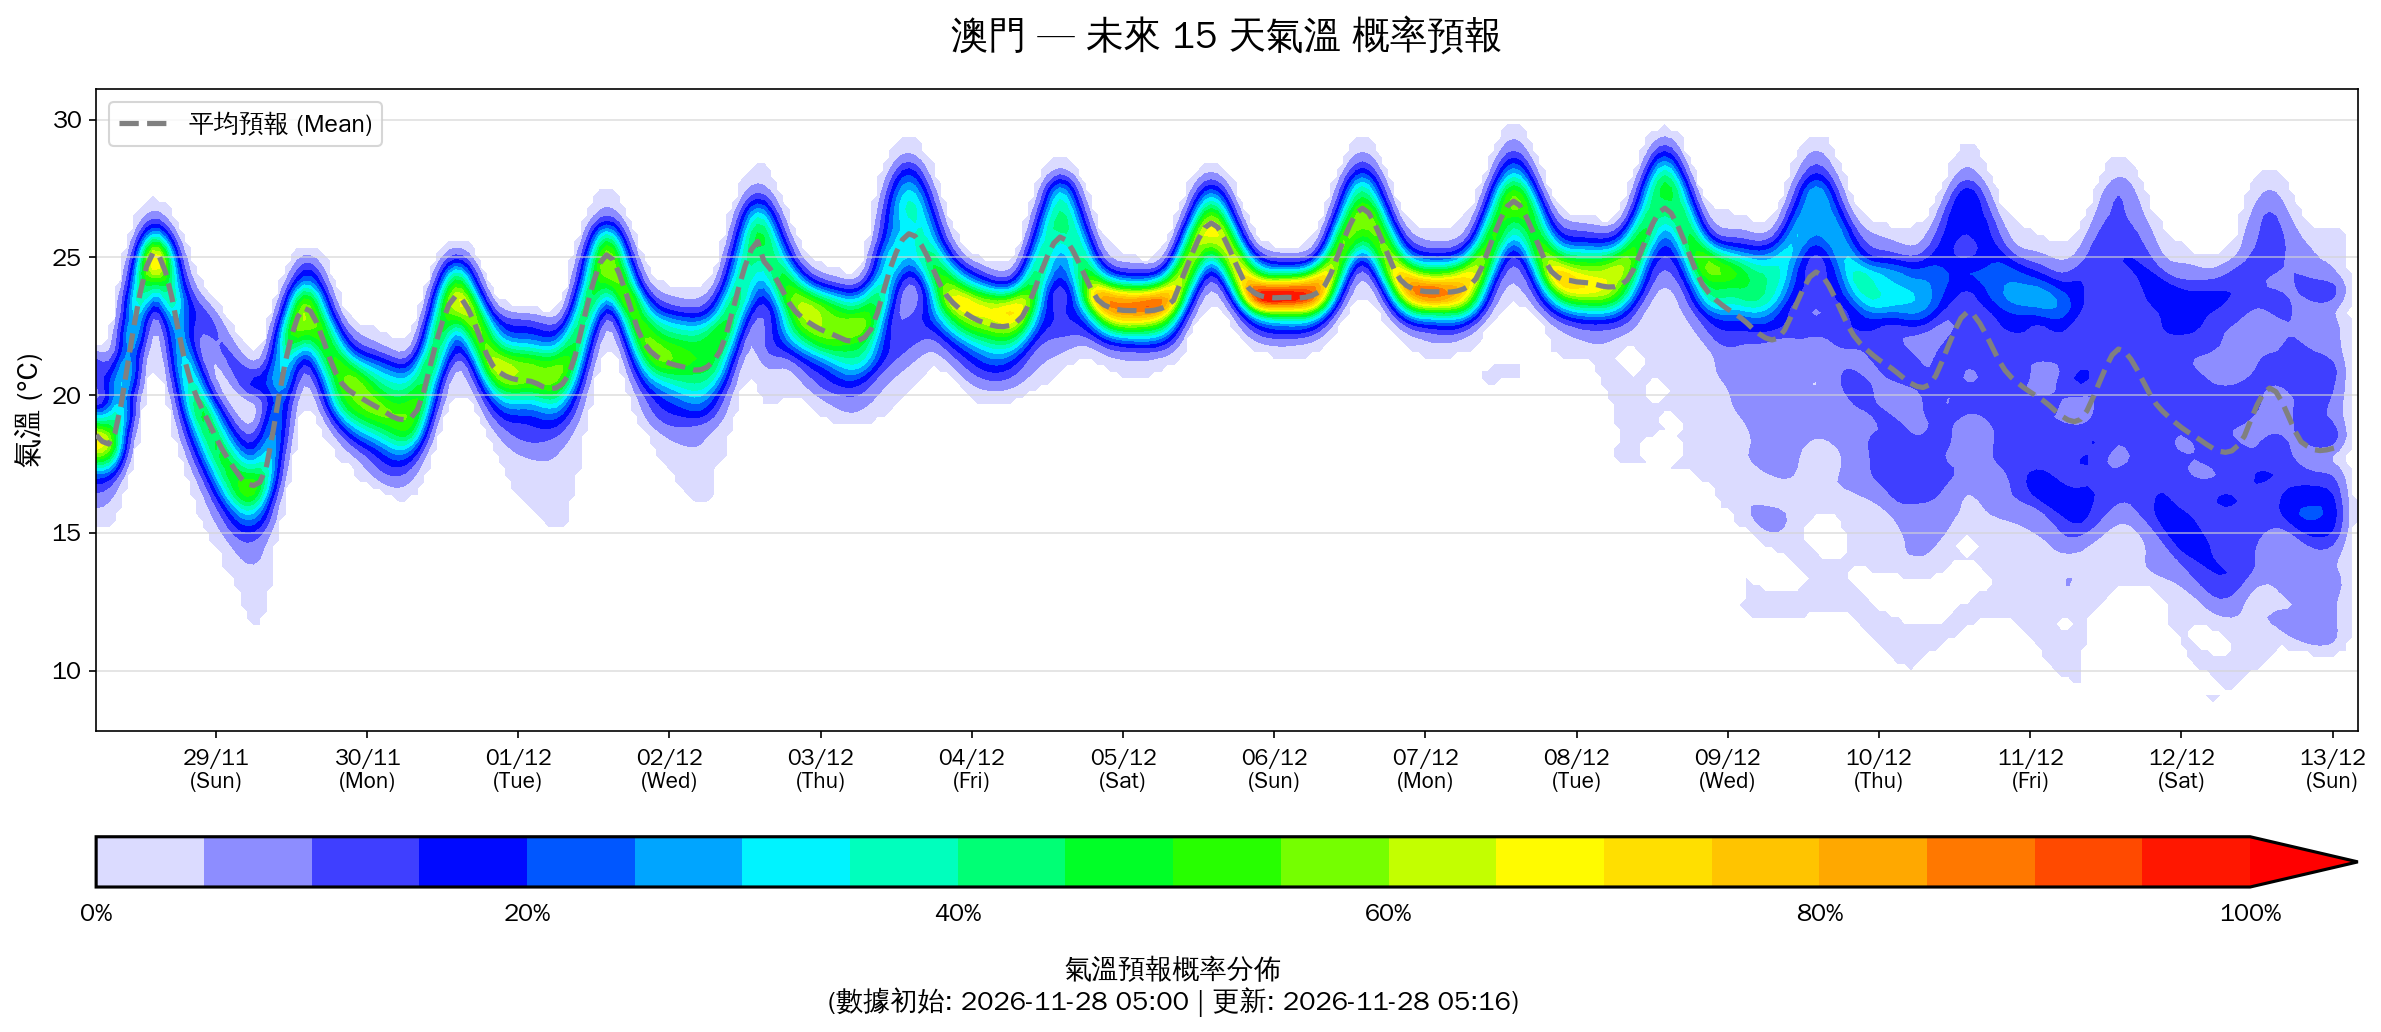 澳門 — 未來 15 天氣溫 概率預報
平均預報 (Mean)
氣溫 (°C)
30
25
20
15
10
29/11 30/11 01/12 02/12 03/12 04/12 05/12 06/12 07/12 08/12 09/12 10/12 11/12 12/12 13/12
(Sun) (Mon) (Tue) (Wed) (Thu) (Fri) (Sat) (Sun) (Mon) (Tue) (Wed) (Thu) (Fri) (Sat) (Sun)
0% 20% 40% 60% 80% 100%
氣溫預報概率分佈
(數據初始: 2026-11-28 05:00 | 更新: 2026-11-28 05:16)